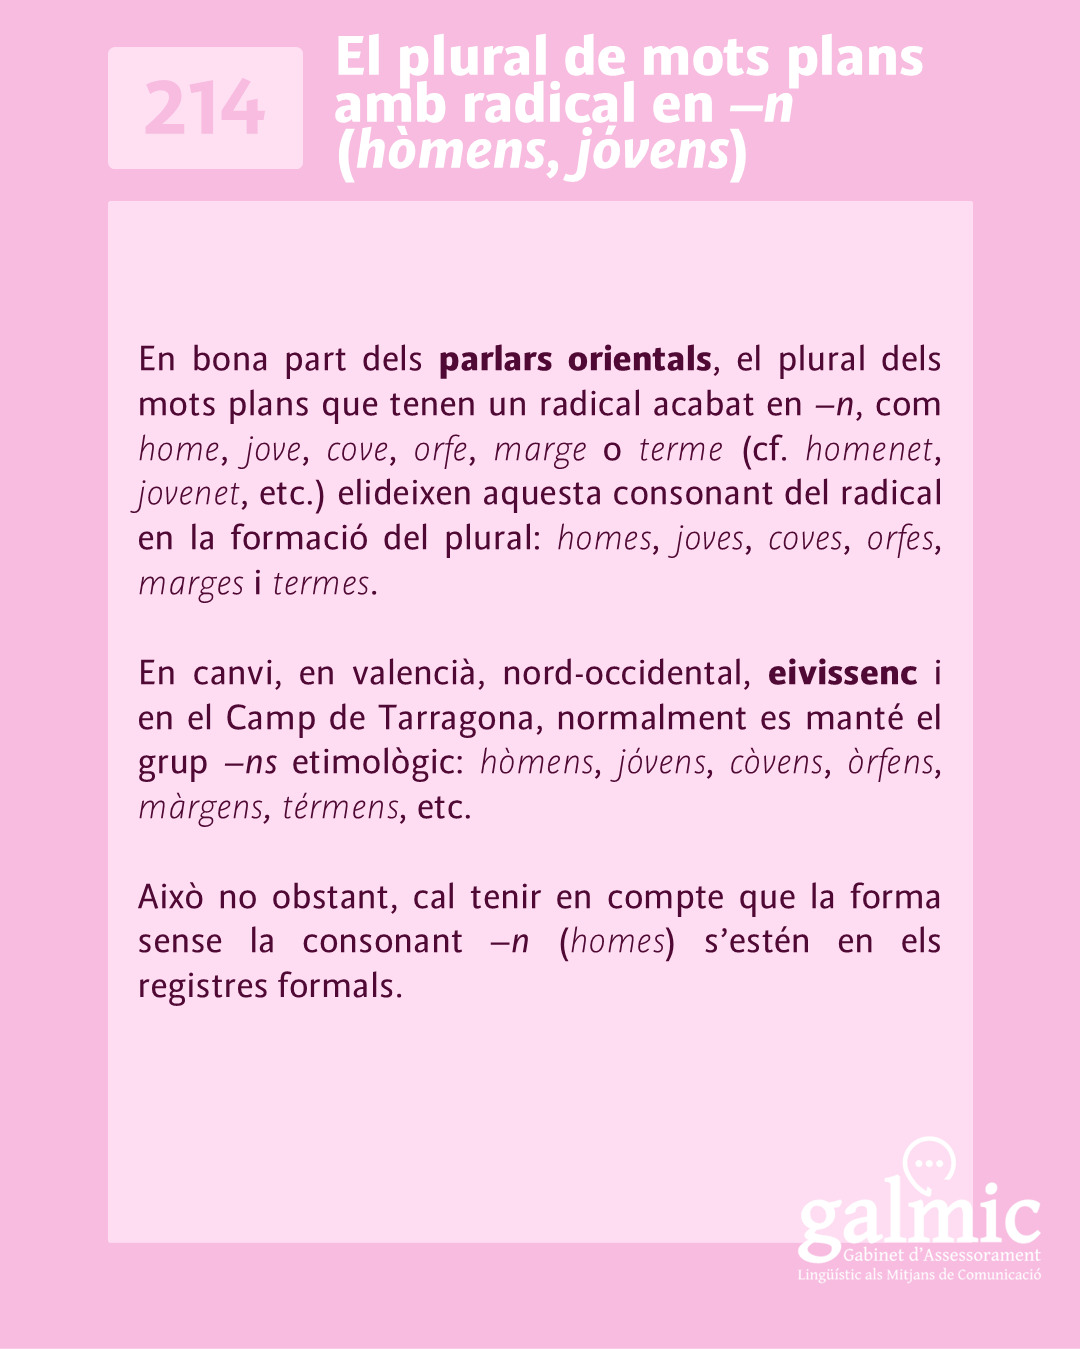 214
El plural de mots plans
amb radical en –n
(hòmens, jóvens)
En bona part dels parlars orientals, el plural dels
mots plans que tenen un radical acabat en –n, com
home, jove, cove, orfe, marge o terme (cf. homenet,
jovenet, etc.) elideixen aquesta consonant del radical
en la formació del plural: homes, joves, coves, orfes,
marges i termes.
En canvi, en valencià, nord-occidental, eivissenc i
en el Camp de Tarragona, normalment es manté el
grup –ns etimològic: hòmens, jóvens, còvens, òrfens,
màrgens, térmens, etc.
Això no obstant, cal tenir en compte que la forma
sense la consonant –n (homes) s’estén en els
registres formals.
galmic
Gabinet d’Assessorament
Lingüístic als Mitjans de Comunicació